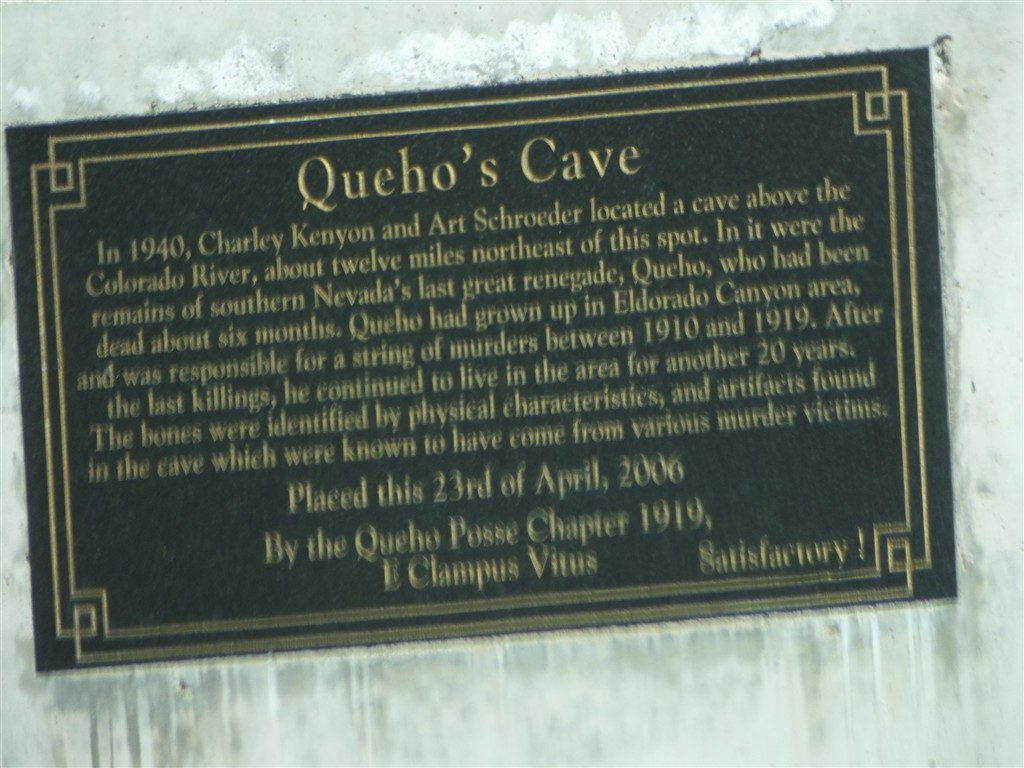 Queho's Cave
In 1940, Charley Kenyon and Art Schroeder located a cave above the
Colorado River, about twelve miles northeast of this spot. In it were the
remains of southern Nevada's last great renegade, Queho, who had been
dead about six months. Queho had grown up in Eldorado Canyon area,
and was responsible for a string of murders between 1910 and 1919. After
the last killings, he continued to live in the area for another 20 years.
The bones were identified by physical characteristics, and artifacts found
in the cave which were known to have come from various murder victims.
Placed this 23rd of April, 2006
By the Queho Posse Chapter 1919,
E Clampus Vitus
Satisfactory !